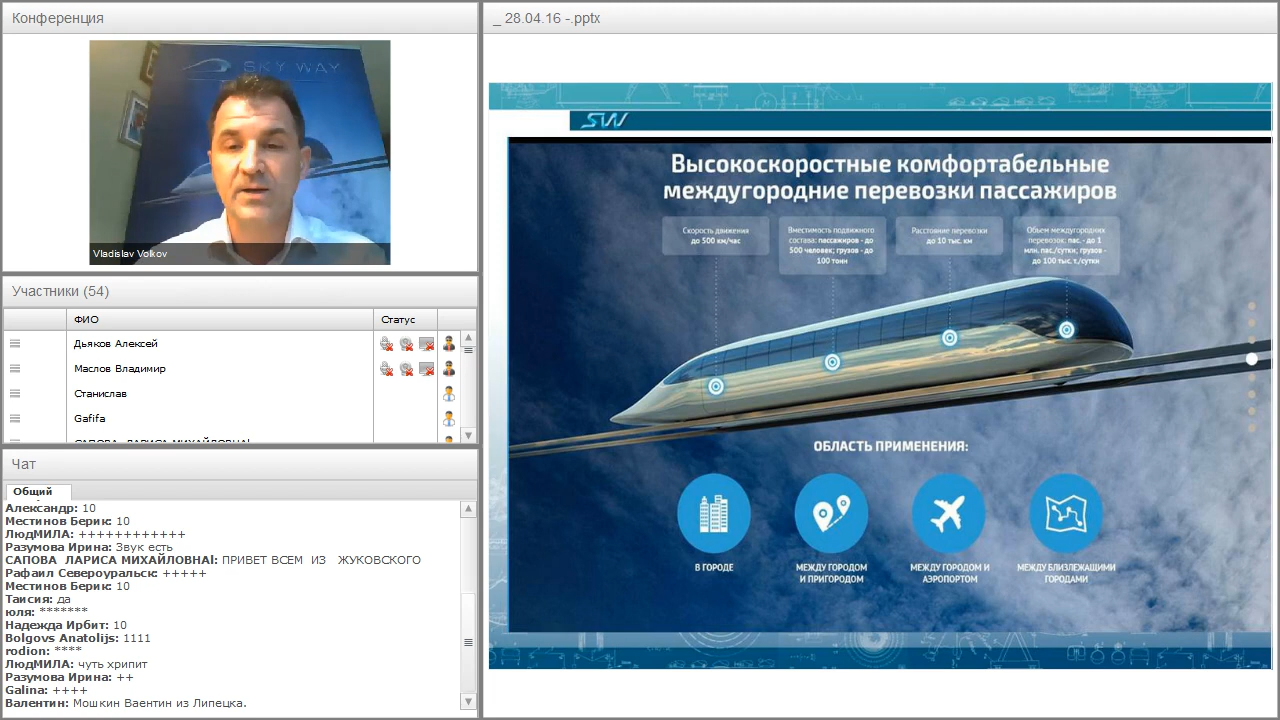 Конференция
SKY WAY
Vladislav Volkov
Участники (54)
ФИО
Статус
Дьяков Алексей
Маслов Владимир
Станислав
Gafifa
САПОВА ЛАРИСА МИХАЙЛОВНА!
Чат
Общий
Александр: 10
Местинов Берик: 10
ЛюдМИЛА: ++++++++++++
Разумова Ирина: Звук есть
САПОВА ЛАРИСА МИХАЙЛОВНА!: ПРИВЕТ ВСЕМ ИЗ ЖУКОВСКОГО
Рафаил Североуральск: +++++
Местинов Берик: 10
Таисия: да
юля: *******
Надежда Ирбит: 10
Bolgovs Anatolijs: 1111
rodion: ****
ЛюдМИЛА: чуть хрипит
Разумова Ирина: ++
Galina: ++++
Валентин: Мошкин Ваентин из Липецка.
_ 28.04.16 -.pptx
SW
Высокоскоростные комфортабельные
междугородние перевозки пассажиров
Скорость движения
до 500 км/час
Вместимость подвижного
состава: пассажиров - до
500 человек; грузов - до
100 тонн
Расстояние перевозки
до 10 тыс. км
Объем междугородних
перевозок: пас. - до 1
млн. пас./сутки; грузов -
до 100 тыс. т./сутки
ОБЛАСТЬ ПРИМЕНЕНИЯ:
В ГОРОДЕ
МЕЖДУ ГОРОДОМ
И ПРИГОРОДОМ
МЕЖДУ ГОРОДОМ И
АЭРОПОРТОМ
МЕЖДУ БЛИЗЛЕЖАЩИМИ
ГОРОДАМИ